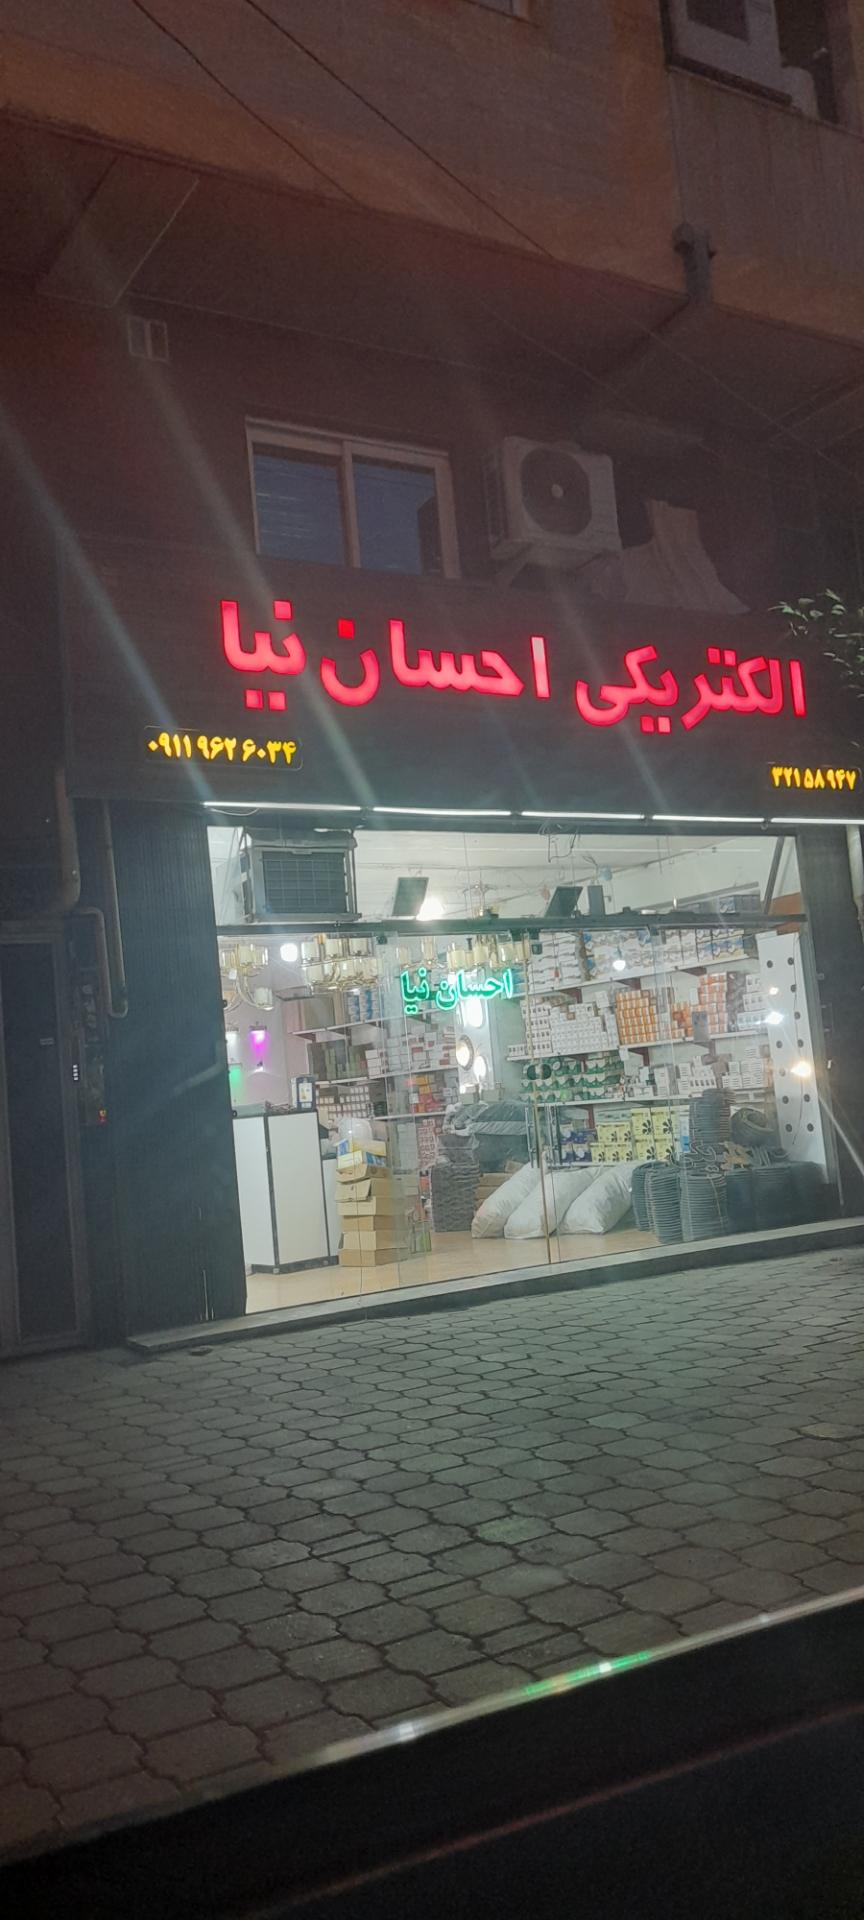 الکتریکی احسان نیا
۳۲۱۵۸۹۴۷
۰۹۱۱ ۹۶۲ ۶۰۳۴
احسان نیا